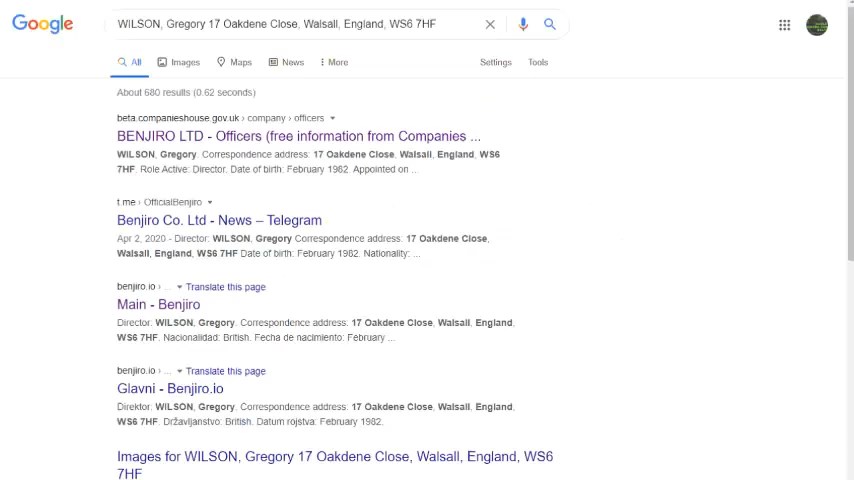 Google
WILSON, Gregory 17 Oakdene Close, Walsall, England, WS6 7HF
All Images Maps News More Settings Tools
About 680 results (0.62 seconds)
beta.companieshouse.gov.uk › company › officers
BENJIRO LTD - Officers (free information from Companies ...
WILSON, Gregory. Correspondence address: 17 Oakdene Close, Walsall, England, WS6
7HF. Role Active: Director. Date of birth: February 1982. Appointed on ...
t.me › OfficialBenjiro
Benjiro Co. Ltd - News – Telegram
Apr 2, 2020 - Director: WILSON, Gregory Correspondence address: 17 Oakdene Close,
Walsall, England, WS6 7HF Date of birth: February 1982. Nationality: ...
benjiro.io › ... Translate this page
Main - Benjiro
Director: WILSON, Gregory. Correspondence address: 17 Oakdene Close, Walsall, England,
WS6 7HF. Nacionalidad: British. Fecha de nacimiento: February ...
benjiro.io › ... Translate this page
Glavni - Benjiro.io
Direktor: WILSON, Gregory. Correspondence address: 17 Oakdene Close, Walsall, England,
WS6 7HF. Državljanstvo: British. Datum rojstva: February 1982.
Images for WILSON, Gregory 17 Oakdene Close, Walsall, England, WS6
7HF